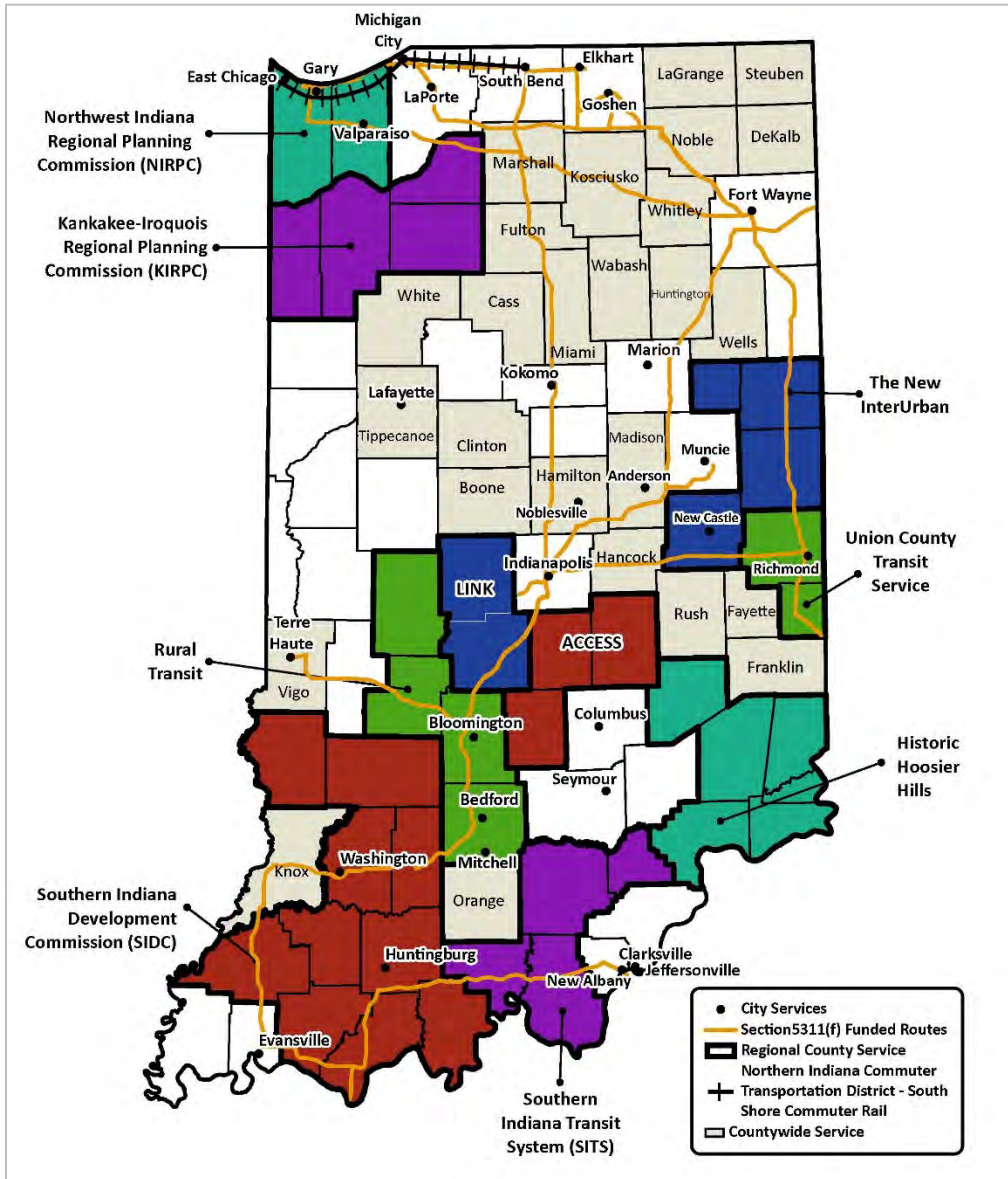 Michigan
City
Gary
East Chicago
South Bend
Elkhart
LaPorte
Goshen
LaGrange
Steuben
Northwest Indiana
Regional Planning
Commission (NIRPC)
Valparaiso
Noble
DeKalb
Marshall
Kosciusko
Whitley
Fort Wayne
Kankakee-Iroquois
Regional Planning
Commission (KIRPC)
Fulton
Wabash
Huntington
White
Cass
Miami
Wells
Marion
Kokomo
The New
InterUrban
Lafayette
Tippecanoe
Clinton
Madison
Muncie
Boone
Hamilton
Anderson
Noblesville
New Castle
Indianapolis
Hancock
Richmond
Union County
Transit
Service
LINK
Rush
Fayette
Terre
Haute
ACCESS
Rural
Transit
Vigo
Franklin
Bloomington
Columbus
Historic
Hoosier
Hills
Seymour
Bedford
Washington
Mitchell
Knox
Orange
Southern Indiana
Development
Commission (SIDC)
Huntingburg
Clarksville
Jeffersonville
New Albany
Evansville
Southern
Indiana Transit
System (SITS)
City Services
Section5311(f) Funded Routes
Regional County Service
Northern Indiana Commuter
Transportation District - South
Shore Commuter Rail
Countywide Service